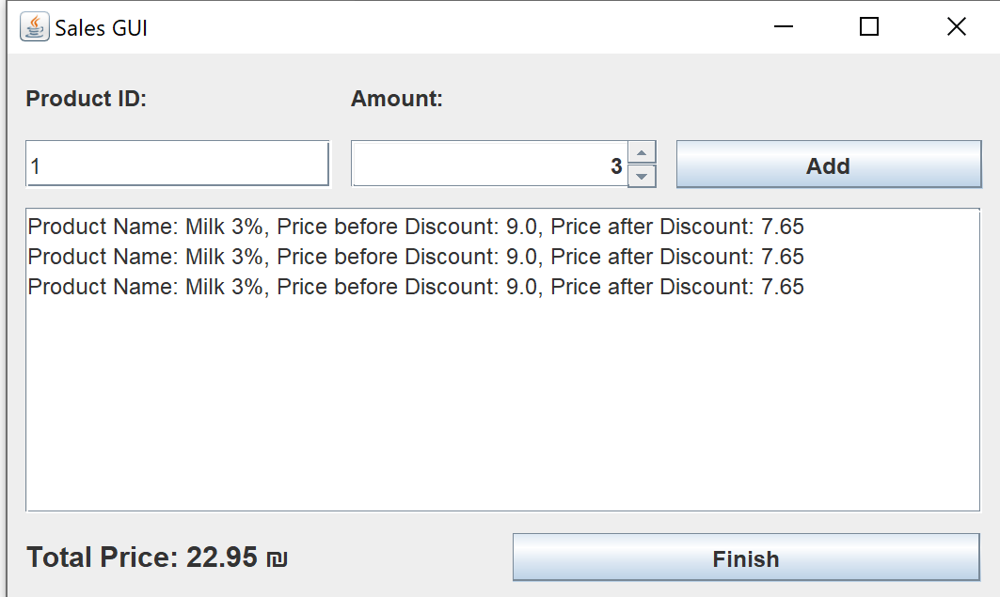 Sales GUI
Product ID: Amount:
1 3 Add
Product Name: Milk 3%, Price before Discount: 9.0, Price after Discount: 7.65
Product Name: Milk 3%, Price before Discount: 9.0, Price after Discount: 7.65
Product Name: Milk 3%, Price before Discount: 9.0, Price after Discount: 7.65
Total Price: 22.95 ₪ Finish